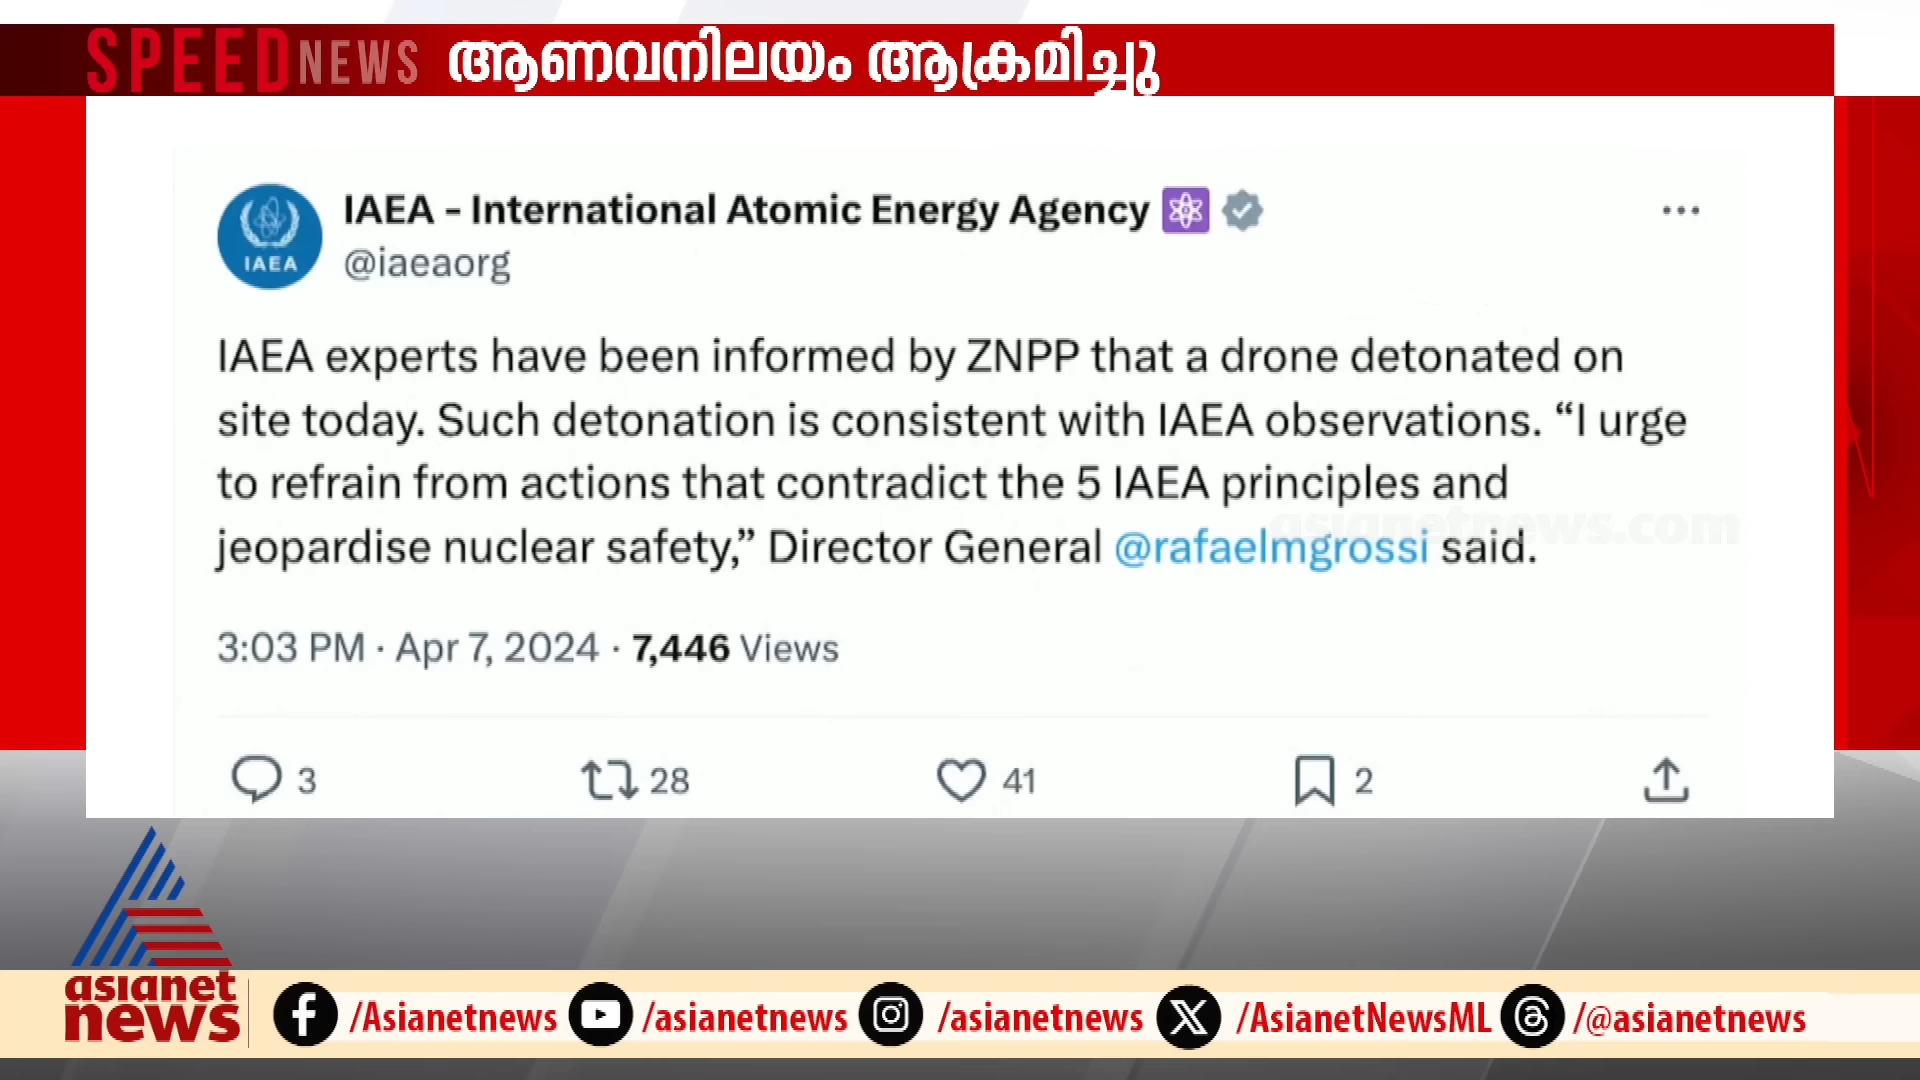 SPEED NEWS ആണവനിലയം ആക്രമിച്ചു
IAEA - International Atomic Energy Agency
IAEA
@iaeaorg
IAEA experts have been informed by ZNPP that a drone detonated on
site today. Such detonation is consistent with IAEA observations. “I urge
to refrain from actions that contradict the 5 IAEA principles and
asianetnews.com
jeopardise nuclear safety,” Director General @rafaelmgrossi said.
3:03 PM · Apr 7, 2024 · 7,446 Views
3 28 41 2
asianet
news
/Asianetnews /asianetnews /asianetnews /AsianetNewsML /@asianetnews